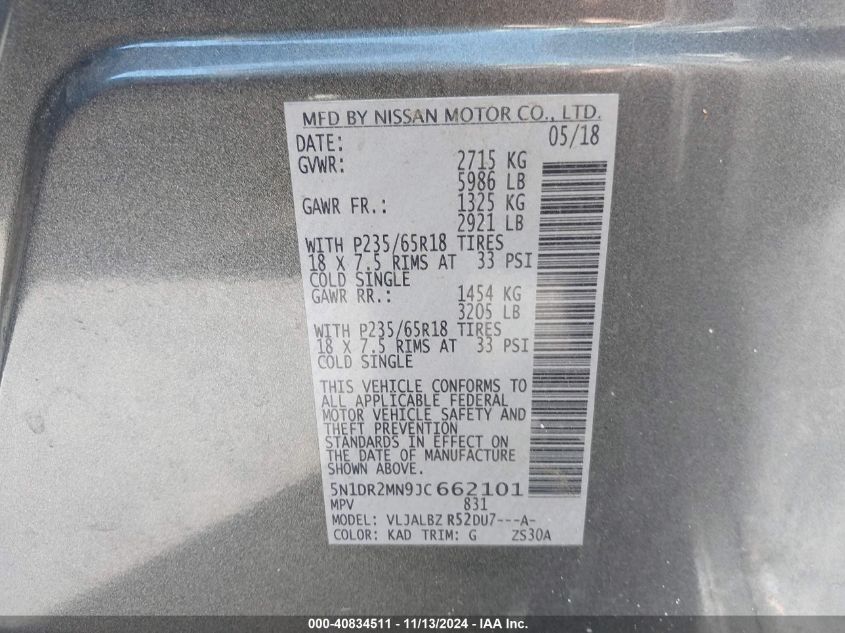 MFD BY NISSAN MOTOR CO., LTD.
DATE: 05/18
GVWR: 2715 KG
5986 LB
GAWR FR.: 1325 KG
2921 LB
WITH P235/65R18 TIRES
18 X 7.5 RIMS AT 33 PSI
COLD SINGLE
GAWR RR.: 1454 KG
3205 LB
WITH P235/65R18 TIRES
18 X 7.5 RIMS AT 33 PSI
COLD SINGLE
THIS VEHICLE CONFORMS TO
ALL APPLICABLE FEDERAL
MOTOR VEHICLE SAFETY AND
THEFT PREVENTION
STANDARDS IN EFFECT ON
THE DATE OF MANUFACTURE
SHOWN ABOVE.
5N1DR2MN9JC662101
MPV 831
MODEL: VLJALBZ R52DU7---A-
COLOR: KAD TRIM: G ZS30A
000-40834511 - 11/13/2024 - IAA, Inc.